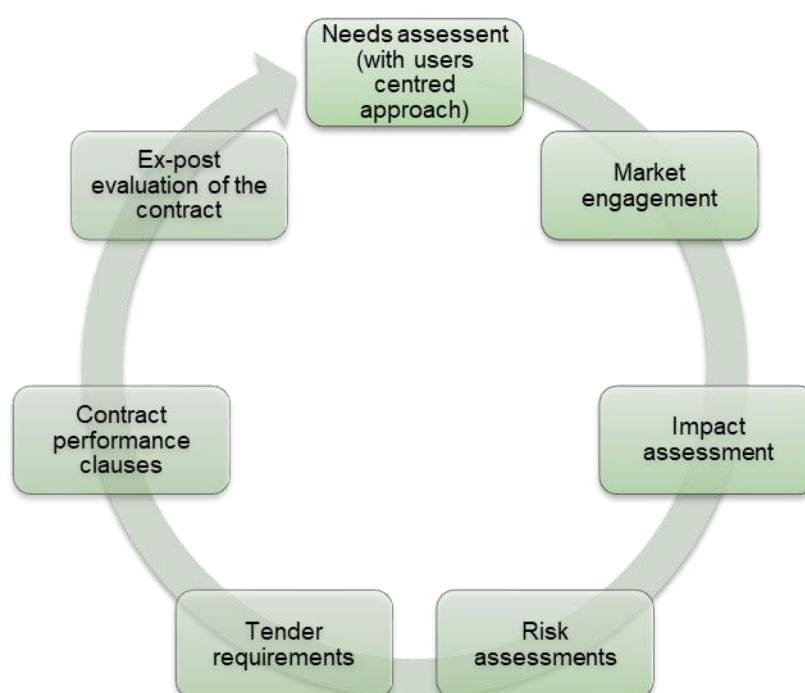 Needs assessent
(with users
centred
approach)
Market
engagement
Impact
assessment
Risk
assessments
Tender
requirements
Contract
performance
clauses
Ex-post
evaluation of the
contract